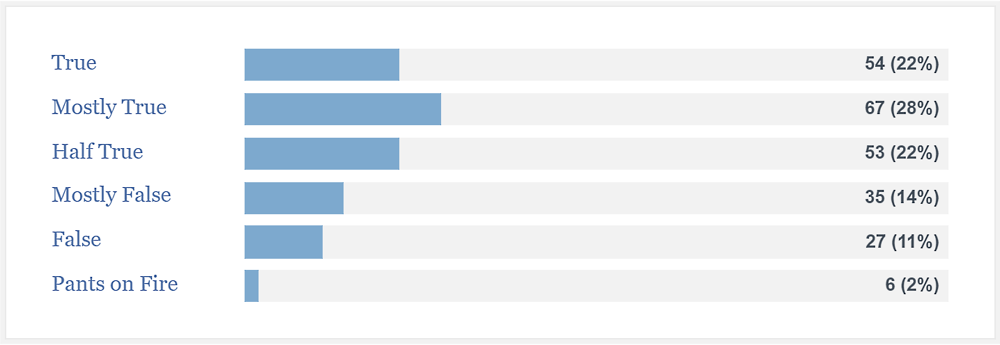 True 54 (22%)
Mostly True 67 (28%)
Half True 53 (22%)
Mostly False 35 (14%)
False 27 (11%)
Pants on Fire 6 (2%)